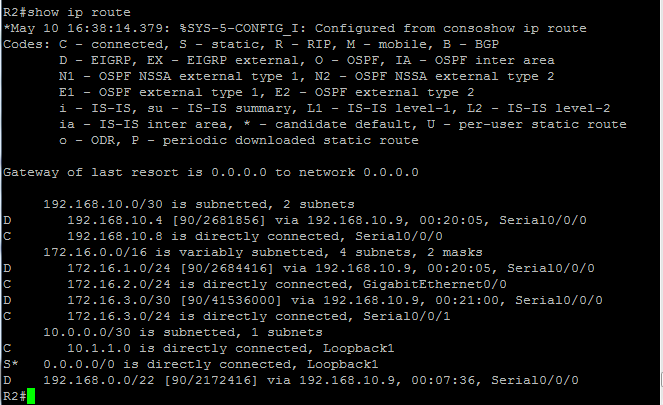 R2#show ip route
*May 10 16:38:14.379: %SYS-5-CONFIG_I: Configured from consoshow ip route
Codes: C - connected, S - static, R - RIP, M - mobile, B - BGP
       D - EIGRP, EX - EIGRP external, O - OSPF, IA - OSPF inter area
       N1 - OSPF NSSA external type 1, N2 - OSPF NSSA external type 2
       E1 - OSPF external type 1, E2 - OSPF external type 2
       i - IS-IS, su - IS-IS summary, L1 - IS-IS level-1, L2 - IS-IS level-2
       ia - IS-IS inter area, * - candidate default, U - per-user static route
       o - ODR, P - periodic downloaded static route
Gateway of last resort is 0.0.0.0 to network 0.0.0.0
     192.168.10.0/30 is subnetted, 2 subnets
D       192.168.10.4 [90/2681856] via 192.168.10.9, 00:20:05, Serial0/0/0
C       192.168.10.8 is directly connected, Serial0/0/0
     172.16.0.0/16 is variably subnetted, 4 subnets, 2 masks
D       172.16.1.0/24 [90/2684416] via 192.168.10.9, 00:20:05, Serial0/0/0
C       172.16.2.0/24 is directly connected, GigabitEthernet0/0
D       172.16.3.0/30 [90/41536000] via 192.168.10.9, 00:21:00, Serial0/0/0
C       172.16.3.0/24 is directly connected, Serial0/0/1
     10.0.0.0/30 is subnetted, 1 subnets
C       10.1.1.0 is directly connected, Loopback1
S*   0.0.0.0/0 is directly connected, Loopback1
D    192.168.0.0/22 [90/2172416] via 192.168.10.9, 00:07:36, Serial0/0/0
R2#